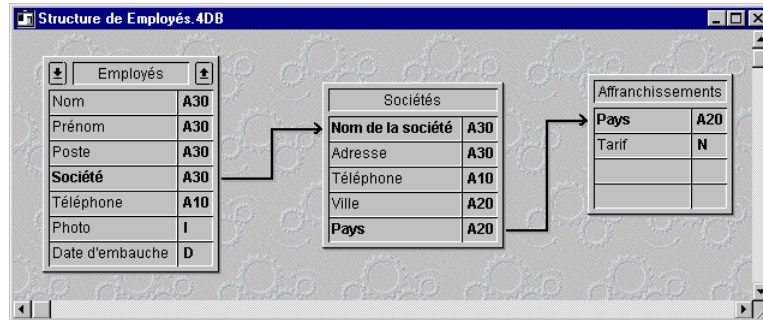 Structure de Employés.4DB
Employés
Nom A30
Prénom A30
Poste A30
Société A30
Téléphone A10
Photo I
Date d'embauche D
Sociétés
Nom de la société A30
Adresse A30
Téléphone A10
Ville A20
Pays A20
Affranchissements
Pays A20
Tarif N